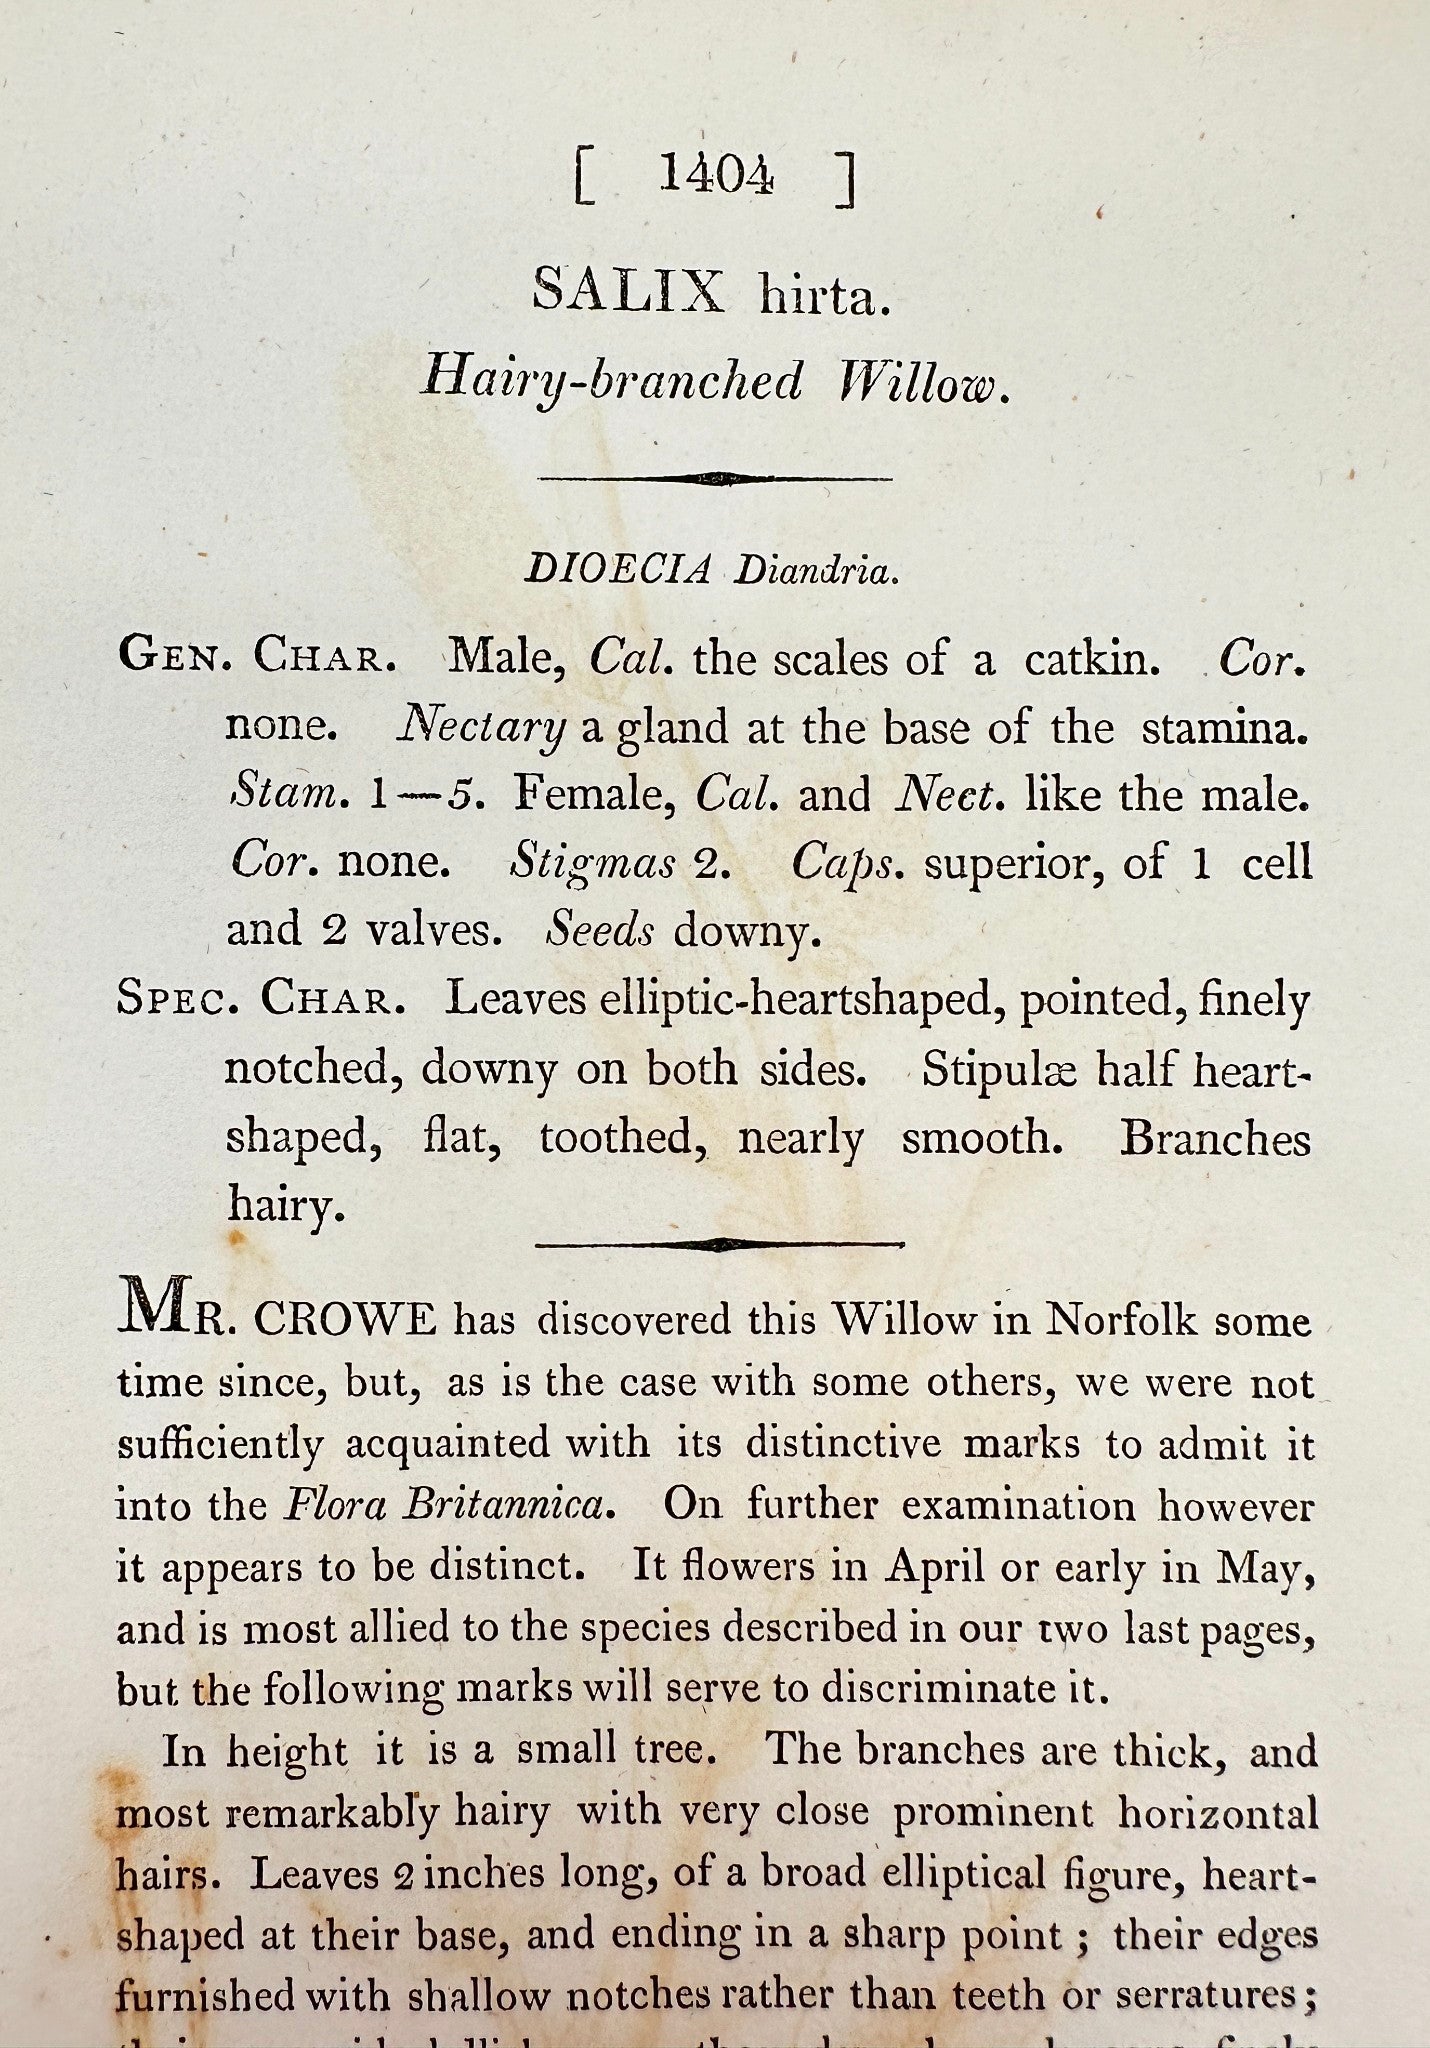 [ 1404 ]
SALIX hirta.
Hairy-branched Willow.
DIOECIA Diandria.
GEN. CHAR. Male, Cal. the scales of a catkin. Cor.
none. Nectary a gland at the base of the stamina.
Stam. 1—5. Female, Cal. and Nect. like the male.
Cor. none. Stigmas 2. Caps. superior, of 1 cell
and 2 valves. Seeds downy.
SPEC. CHAR. Leaves elliptic-heartshaped, pointed, finely
notched, downy on both sides. Stipulæ half heart-
shaped, flat, toothed, nearly smooth. Branches
hairy.
MR. CROWE has discovered this Willow in Norfolk some
time since, but, as is the case with some others, we were not
sufficiently acquainted with its distinctive marks to admit it
into the Flora Britannica. On further examination however
it appears to be distinct. It flowers in April or early in May,
and is most allied to the species described in our two last pages,
but the following marks will serve to discriminate it.
In height it is a small tree. The branches are thick, and
most remarkably hairy with very close prominent horizontal
hairs. Leaves 2 inches long, of a broad elliptical figure, heart-
shaped at their base, and ending in a sharp point ; their edges
furnished with shallow notches rather than teeth or serratures ;